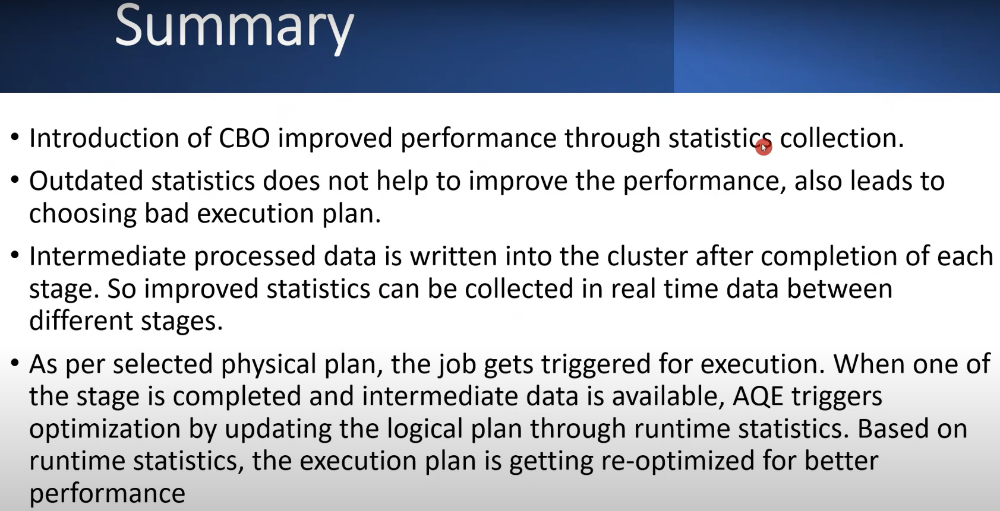 Summary
• Introduction of CBO improved performance through statistics collection.
• Outdated statistics does not help to improve the performance, also leads to
choosing bad execution plan.
• Intermediate processed data is written into the cluster after completion of each
stage. So improved statistics can be collected in real time data between
different stages.
• As per selected physical plan, the job gets triggered for execution. When one of
the stage is completed and intermediate data is available, AQE triggers
optimization by updating the logical plan through runtime statistics. Based on
runtime statistics, the execution plan is getting re-optimized for better
performance